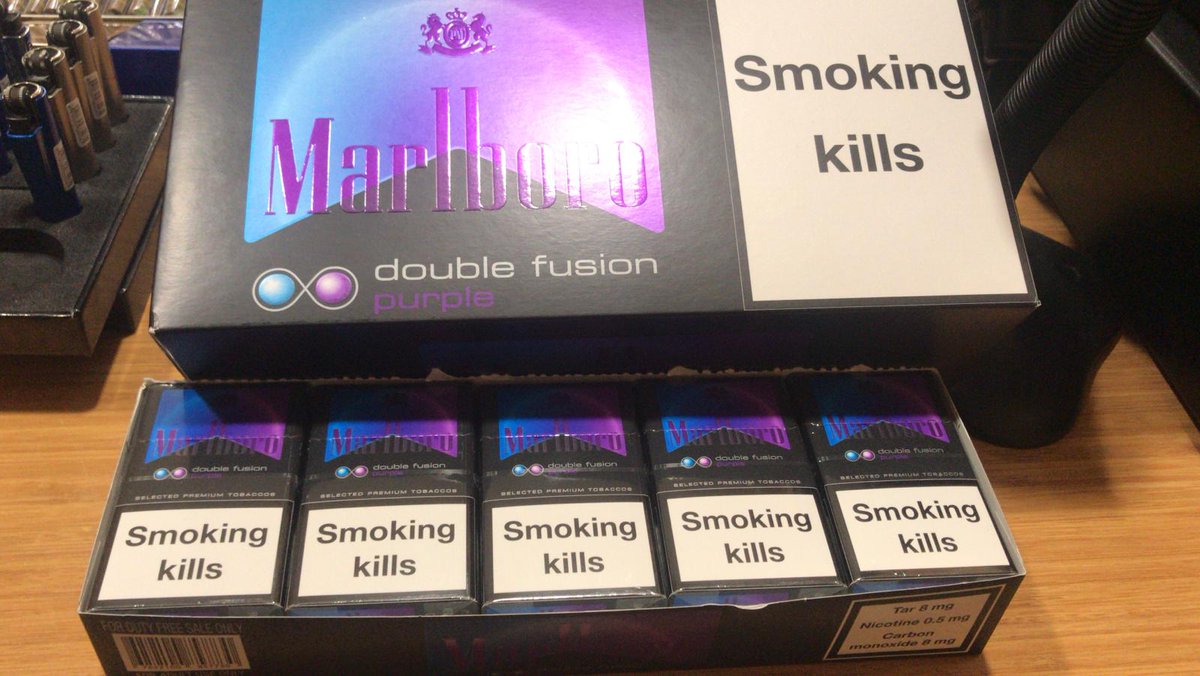 Marlboro
Smoking
kills
double fusion
purple
Marlboro
double fusion
purple
SELECTED PREMIUM TOBACCOS
Smoking
kills
Marlboro
double fusion
purple
SELECTED PREMIUM TOBACCOS
Smoking
kills
Marlboro
double fusion
purple
SELECTED PREMIUM TOBACCOS
Smoking
kills
Marlboro
double fusion
purple
SELECTED PREMIUM TOBACCOS
Smoking
kills
Marlboro
double fusion
purple
SELECTED PREMIUM TOBACCOS
Smoking
kills
FOR DUTY FREE SALE ONLY
Marlboro
Tar 8 mg
Nicotine 0.5 mg
Carbon
monoxide 8 mg